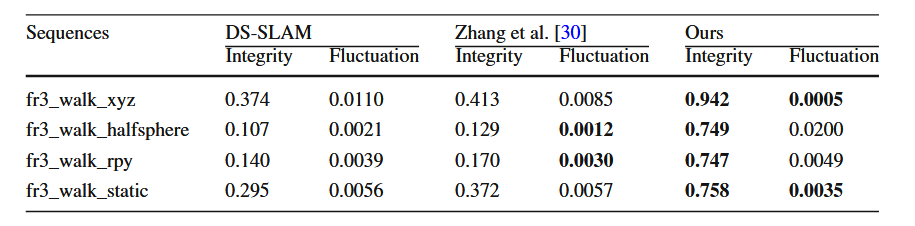 Sequences DS-SLAM Zhang et al. [30] Ours
Integrity Fluctuation Integrity Fluctuation Integrity Fluctuation
fr3_walk_xyz 0.374 0.0110 0.413 0.0085 0.942 0.0005
fr3_walk_halfsphere 0.107 0.0021 0.129 0.0012 0.749 0.0200
fr3_walk_rpy 0.140 0.0039 0.170 0.0030 0.747 0.0049
fr3_walk_static 0.295 0.0056 0.372 0.0057 0.758 0.0035